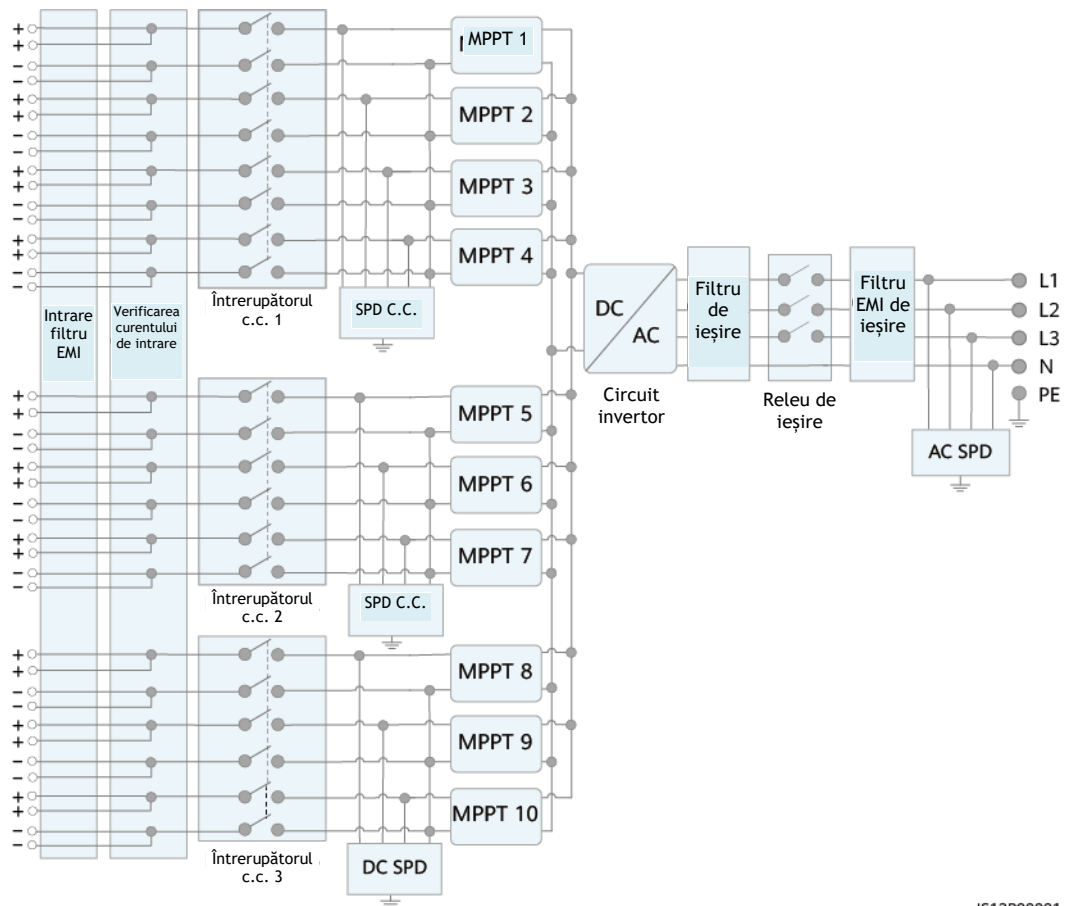 +
+
−
−
+
+
−
−
+
+
−
−
+
+
−
−
MPPT 1
MPPT 2
MPPT 3
MPPT 4
Întrerupătorul
c.c. 1
SPD C.C.
Intrare
filtru
EMI
Verificarea
curentului
de intrare
DC
AC
Circuit
invertor
Filtru
de
ieșire
Releu de
ieșire
Filtru
EMI de
ieșire
L1
L2
L3
N
PE
AC SPD
+
+
−
−
+
+
−
−
+
+
−
−
MPPT 5
MPPT 6
MPPT 7
Întrerupătorul
c.c. 2
SPD C.C.
+
+
−
−
+
+
−
−
+
+
−
−
MPPT 8
MPPT 9
MPPT 10
Întrerupătorul
c.c. 3
DC SPD